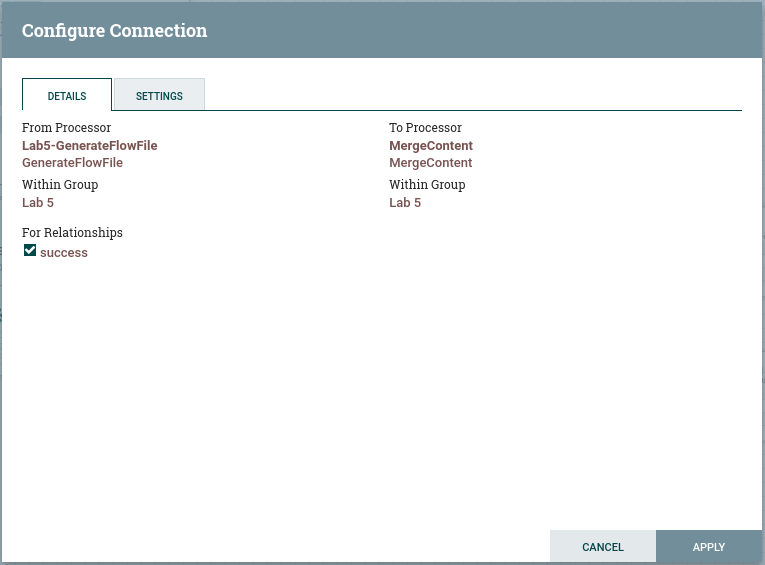 Configure Connection
DETAILS
SETTINGS
From Processor
Lab5-GenerateFlowFile
GenerateFlowFile
Within Group
Lab 5
For Relationships
success
To Processor
MergeContent
MergeContent
Within Group
Lab 5
CANCEL
APPLY